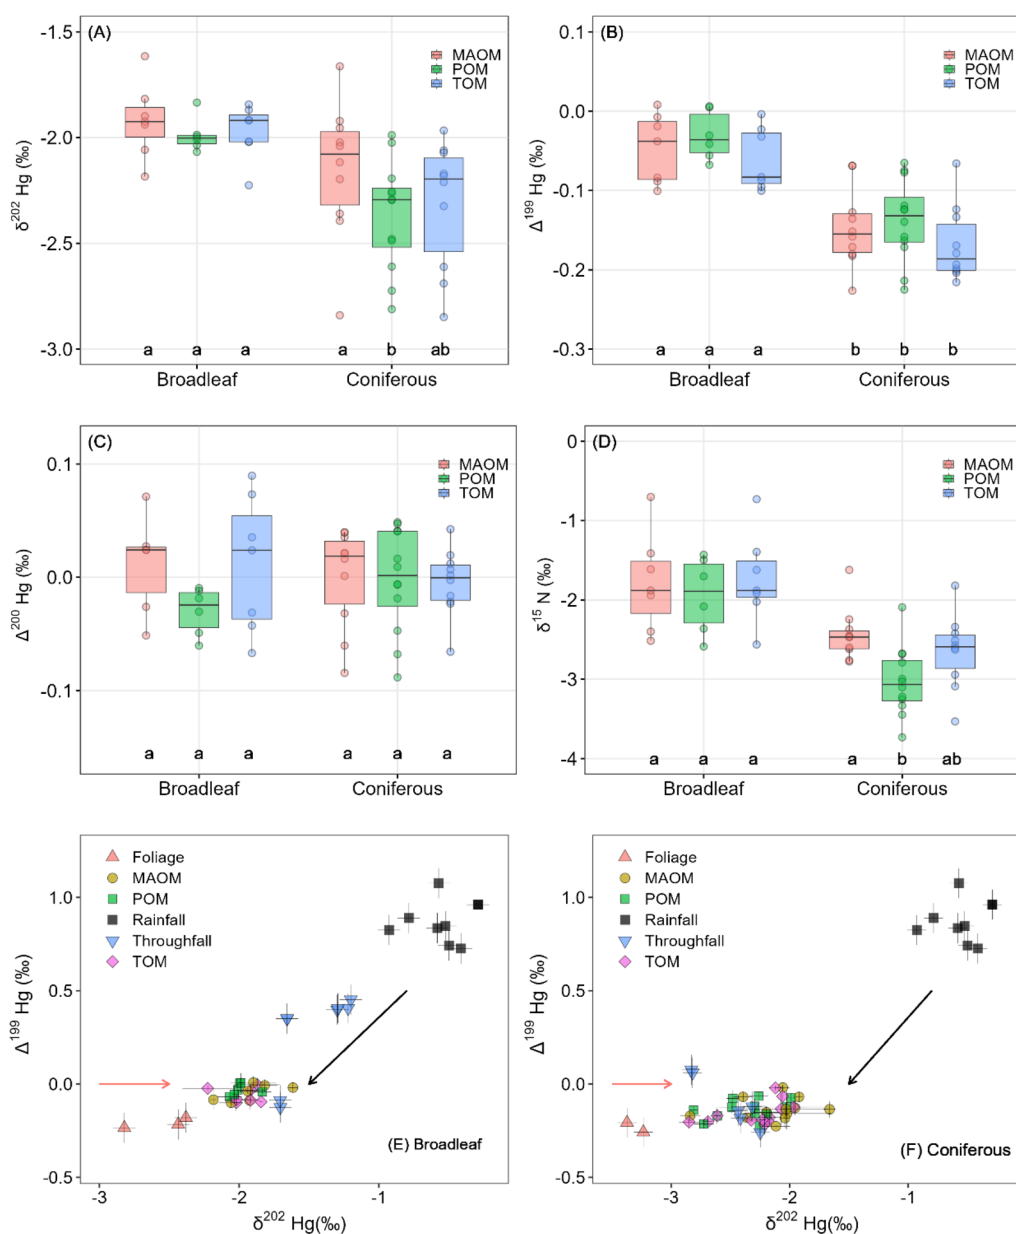 (A)
-1.5
-2.0
-2.5
-3.0
δ²⁰² Hg (‰)
MAOM
POM
TOM
a a a a b ab
Broadleaf Coniferous
(B)
0.1
0.0
-0.1
-0.2
-0.3
Δ¹⁹⁹ Hg (‰)
MAOM
POM
TOM
a a a b b b
Broadleaf Coniferous
(C)
0.1
0.0
-0.1
Δ²⁰⁰ Hg (‰)
MAOM
POM
TOM
a a a a a a
Broadleaf Coniferous
(D)
0
-1
-2
-3
-4
δ¹⁵ N (‰)
MAOM
POM
TOM
a a a a b ab
Broadleaf Coniferous
Foliage
MAOM
POM
Rainfall
Throughfall
TOM
1.0
0.5
0.0
-0.5
Δ¹⁹⁹ Hg (‰)
(E) Broadleaf
-3 -2 -1
δ²⁰² Hg(‰)
Foliage
MAOM
POM
Rainfall
Throughfall
TOM
1.0
0.5
0.0
-0.5
Δ¹⁹⁹ Hg (‰)
(F) Coniferous
-3 -2 -1
δ²⁰² Hg(‰)